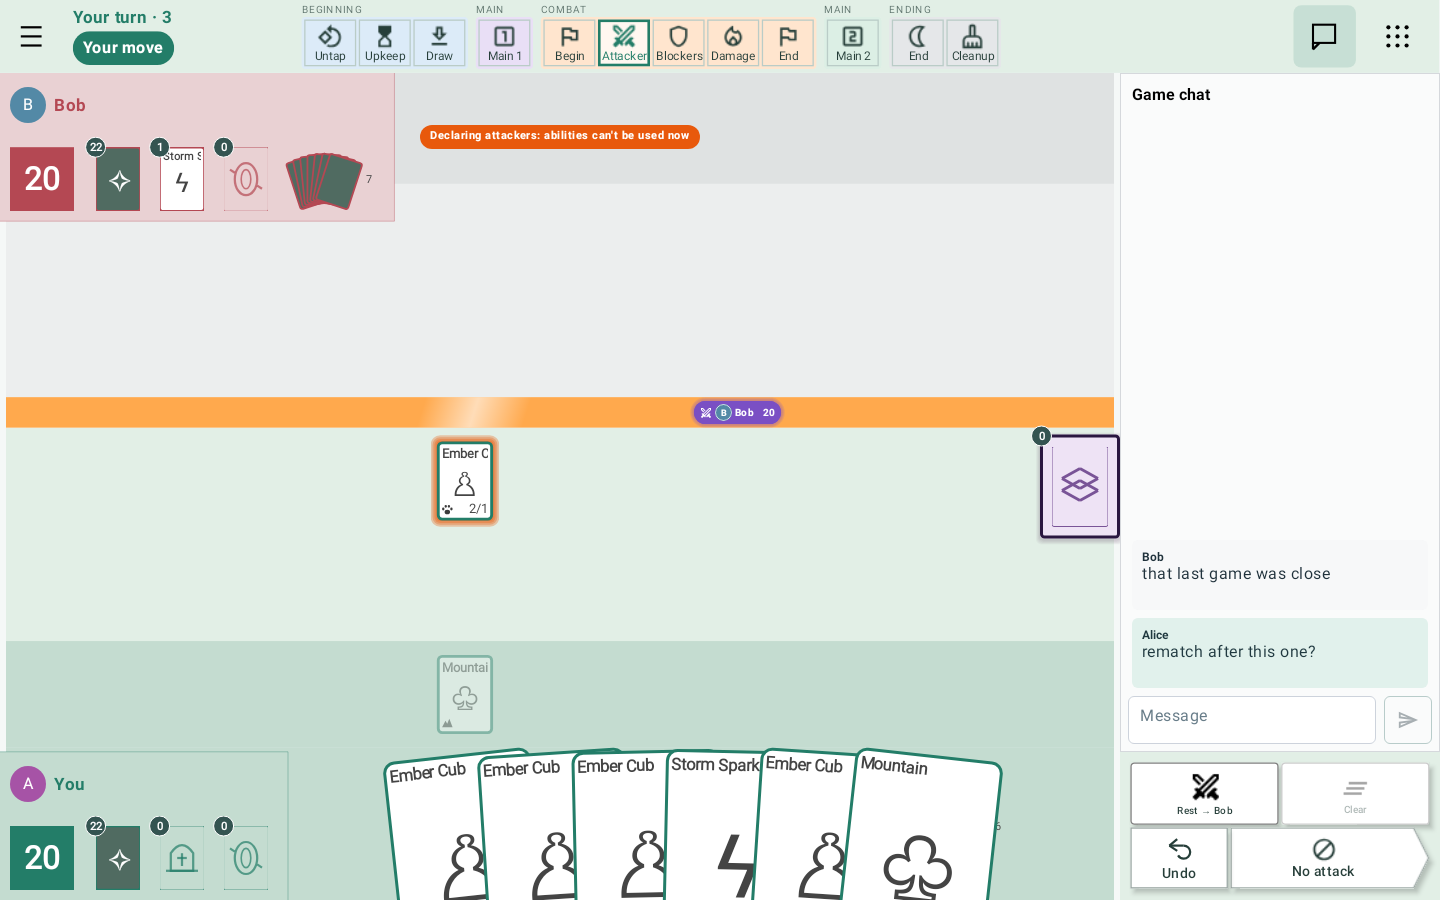 Your turn · 3
Your move
BEGINNING
Untap
Upkeep
Draw
MAIN
1
Main 1
COMBAT
Begin
Attacker
Blockers
Damage
End
MAIN
2
Main 2
ENDING
End
Cleanup
B
Bob
20
22
1
Storm S
0
7
Declaring attackers: abilities can't be used now
B
Bob
20
Ember C
2/1
0
Mountai
A
You
20
22
0
0
Ember Cub
Ember Cub
Ember Cub
Storm Spark
Ember Cub
Mountain
6
Game chat
Bob
that last game was close
Alice
rematch after this one?
Message
Rest → Bob
Clear
Undo
No attack